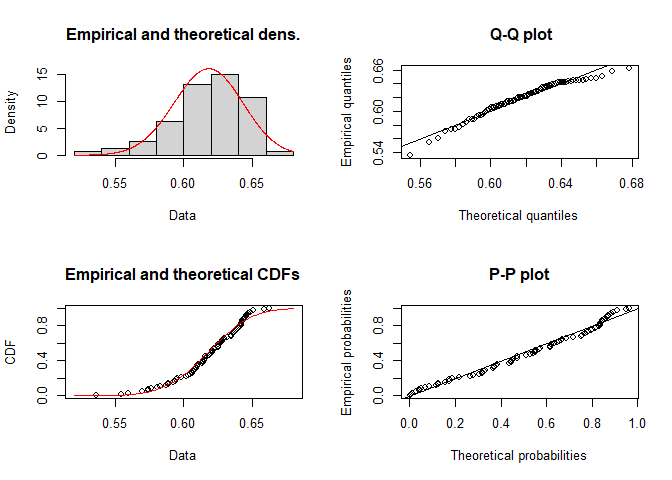 Empirical and theoretical dens.
Density
0 5 10 15
0.55 0.60 0.65
Data
Q-Q plot
Empirical quantiles
0.54 0.60 0.66
0.56 0.60 0.64 0.68
Theoretical quantiles
Empirical and theoretical CDFs
CDF
0.0 0.4 0.8
0.55 0.60 0.65
Data
P-P plot
Empirical probabilities
0.0 0.4 0.8
0.0 0.2 0.4 0.6 0.8 1.0
Theoretical probabilities